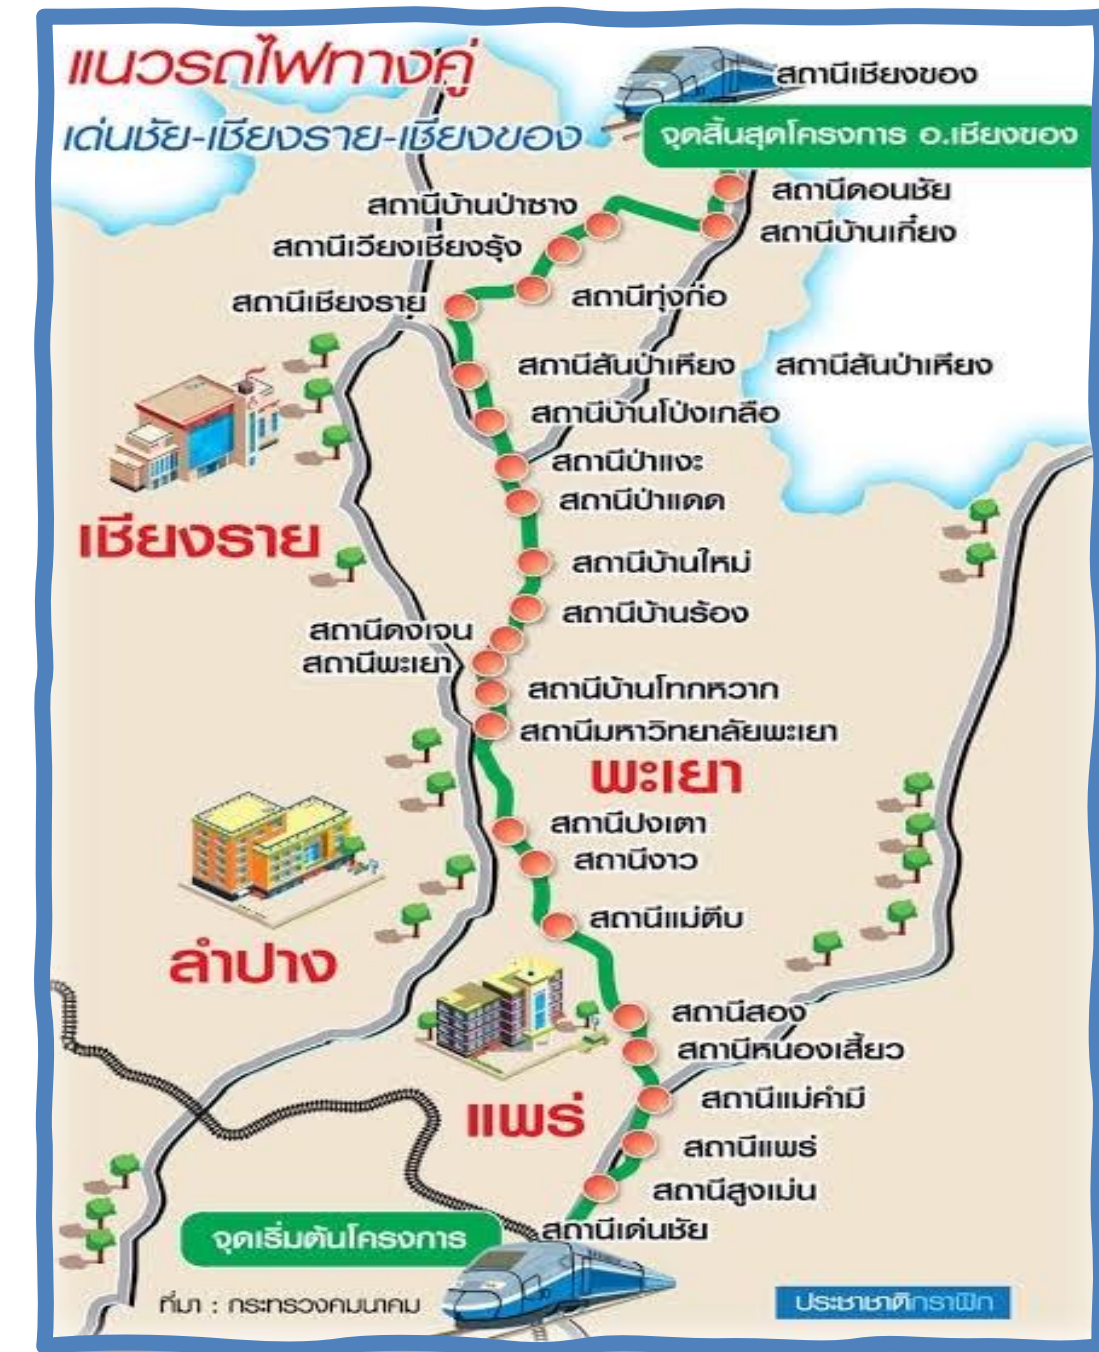 แนวรถไฟทางคู่
เด่นชัย-เชียงราย-เชียงของ
สถานีเชียงของ
จุดสิ้นสุดโครงการ อ.เชียงของ
สถานีดอนชัย
สถานีบ้านป่าซาง
สถานีบ้านเกี๋ยง
สถานีเวียงเชียงรุ้ง
สถานีเชียงราย
สถานีทุ่งก่อ
สถานีสันป่าเหียง
สถานีสันป่าเหียง
สถานีบ้านโป่งเกลือ
สถานีป่าแงะ
สถานีป่าแดด
เชียงราย
สถานีบ้านใหม่
สถานีบ้านร้อง
สถานีดงเจน
สถานีพะเยา
สถานีบ้านโทกหวาก
สถานีมหาวิทยาลัยพะเยา
พะเยา
สถานีปงเตา
สถานีงาว
สถานีแม่ตีบ
ลำปาง
สถานีสอง
สถานีหนองเสี้ยว
สถานีแม่คำมี
แพร่
สถานีแพร่
สถานีสูงเม่น
สถานีเด่นชัย
จุดเริ่มต้นโครงการ
ที่มา : กระทรวงคมนาคม
ประชาชาติกราฟิก